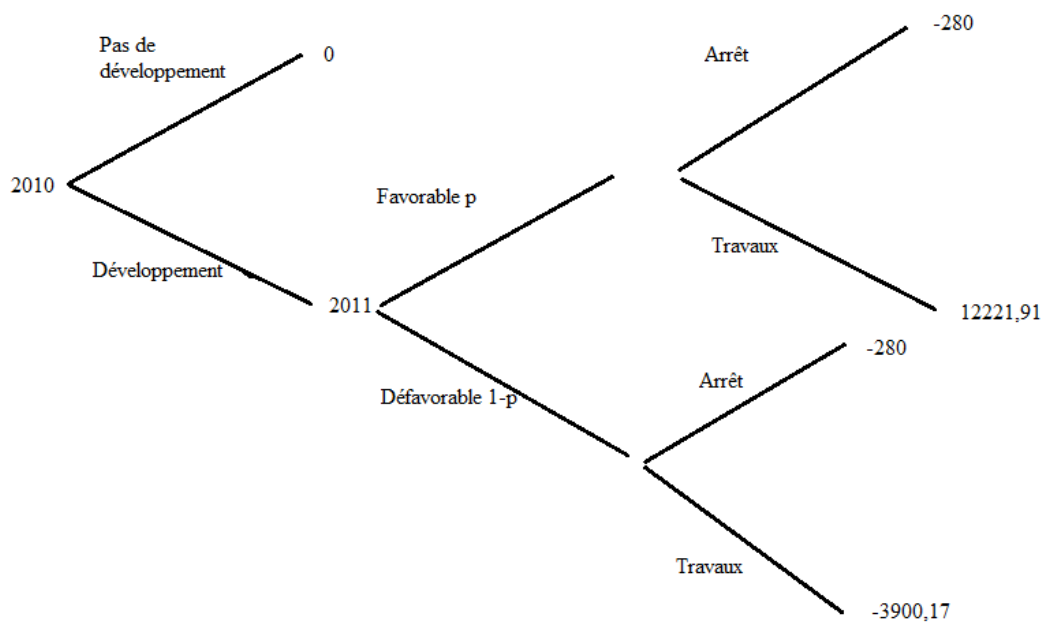 -280
Pas de
développement
0
Arrêt
2010
Favorable p
Travaux
Développement
2011
12221,91
-280
Arrêt
Défavorable 1-p
Travaux
-3900,17